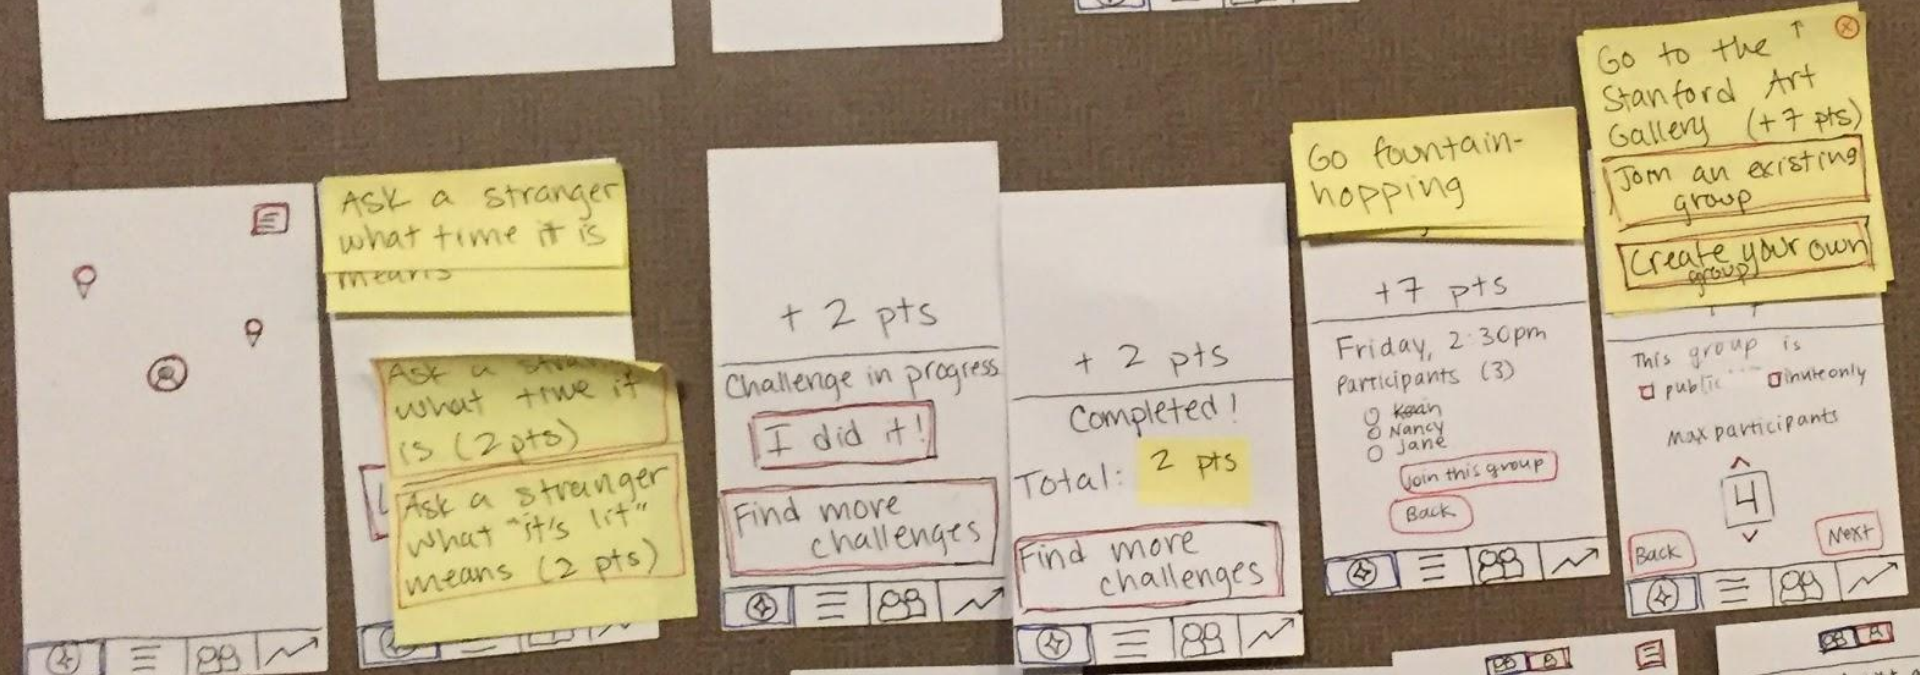 Ask a stranger
what time it is
means
Ask a
what time it
is (2 pts)
Ask a stranger
what "it's lit"
means (2 pts)
+ 2 pts
Challenge in progress
I did it!
Find more
challenges
+ 2 pts
Completed!
Total: 2 pts
Find more
challenges
Go fountain-
hopping
+7 pts
Friday, 2:30pm
Participants (3)
Nancy
Jane
Join this group
Back
Go to the
Stanford Art
Gallery (+7 pts)
Join an existing
group
Create your own
group
This group is
public invite only
Max participants
4
Back Next